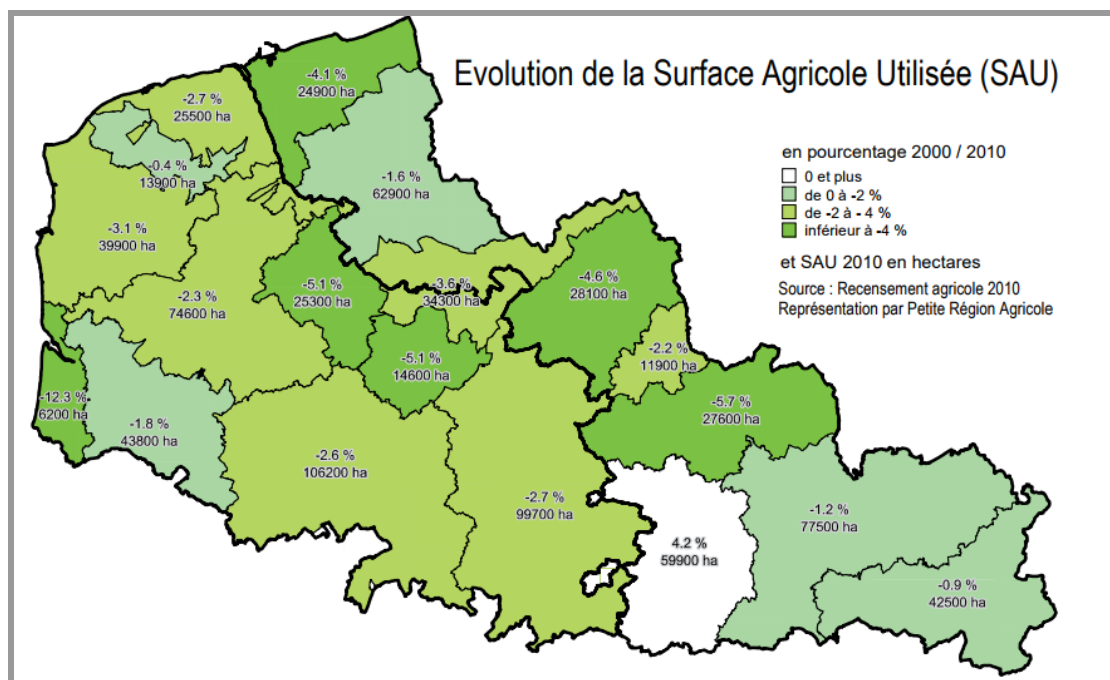 Evolution de la Surface Agricole Utilisée (SAU)
en pourcentage 2000 / 2010
0 et plus
de 0 à -2 %
de -2 à - 4 %
inférieur à -4 %
et SAU 2010 en hectares
Source : Recensement agricole 2010
Représentation par Petite Région Agricole
-4.1 %
24900 ha
-2.7 %
25500 ha
-0.4 %
13900 ha
-1.6 %
62900 ha
-3.1 %
39900 ha
-2.3 %
74600 ha
-5.1 %
25300 ha
-3.6 %
34300 ha
-4.6 %
28100 ha
-5.1 %
14600 ha
-2.2 %
11900 ha
-12.3 %
6200 ha
-1.8 %
43800 ha
-5.7 %
27600 ha
-2.6 %
106200 ha
-2.7 %
99700 ha
4.2 %
59900 ha
-1.2 %
77500 ha
-0.9 %
42500 ha